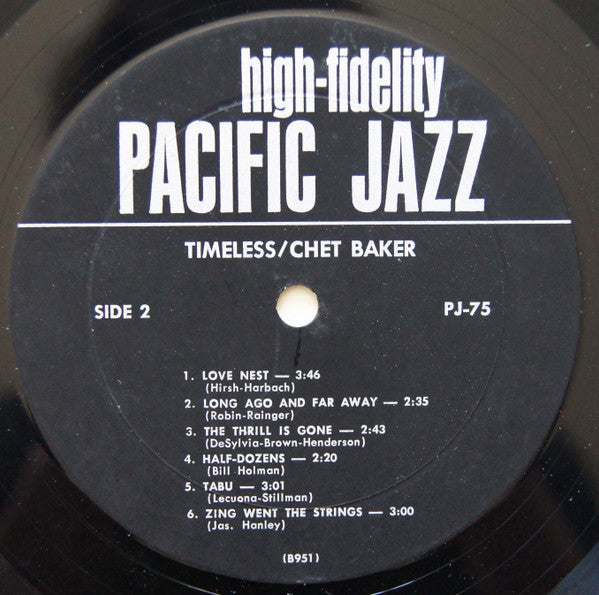 high-fidelity
PACIFIC JAZZ
TIMELESS/CHET BAKER
SIDE 2 PJ-75
1. LOVE NEST — 3:46
(Hirsh-Harbach)
2. LONG AGO AND FAR AWAY — 2:35
(Robin-Rainger)
3. THE THRILL IS GONE — 2:43
(DeSylvia-Brown-Henderson)
4. HALF-DOZENS — 2:20
(Bill Holman)
5. TABU — 3:01
(Lecuona-Stillman)
6. ZING WENT THE STRINGS — 3:00
(Jas. Hanley)
(B951)